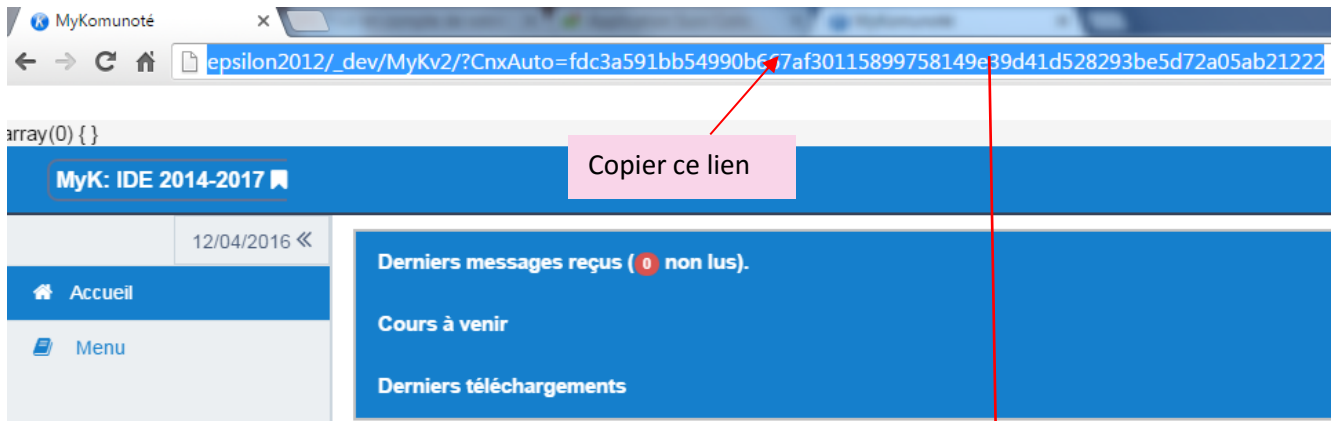 MyKomunoté
epsilon2012/_dev/MyKv2/?CnxAuto=fdc3a591bb54990b667af30115899758149e39d41d528293be5d72a05ab21222
array(0) { }
Copier ce lien
MyK: IDE 2014-2017
12/04/2016
Derniers messages reçus (0 non lus).
Accueil
Cours à venir
Menu
Derniers téléchargements